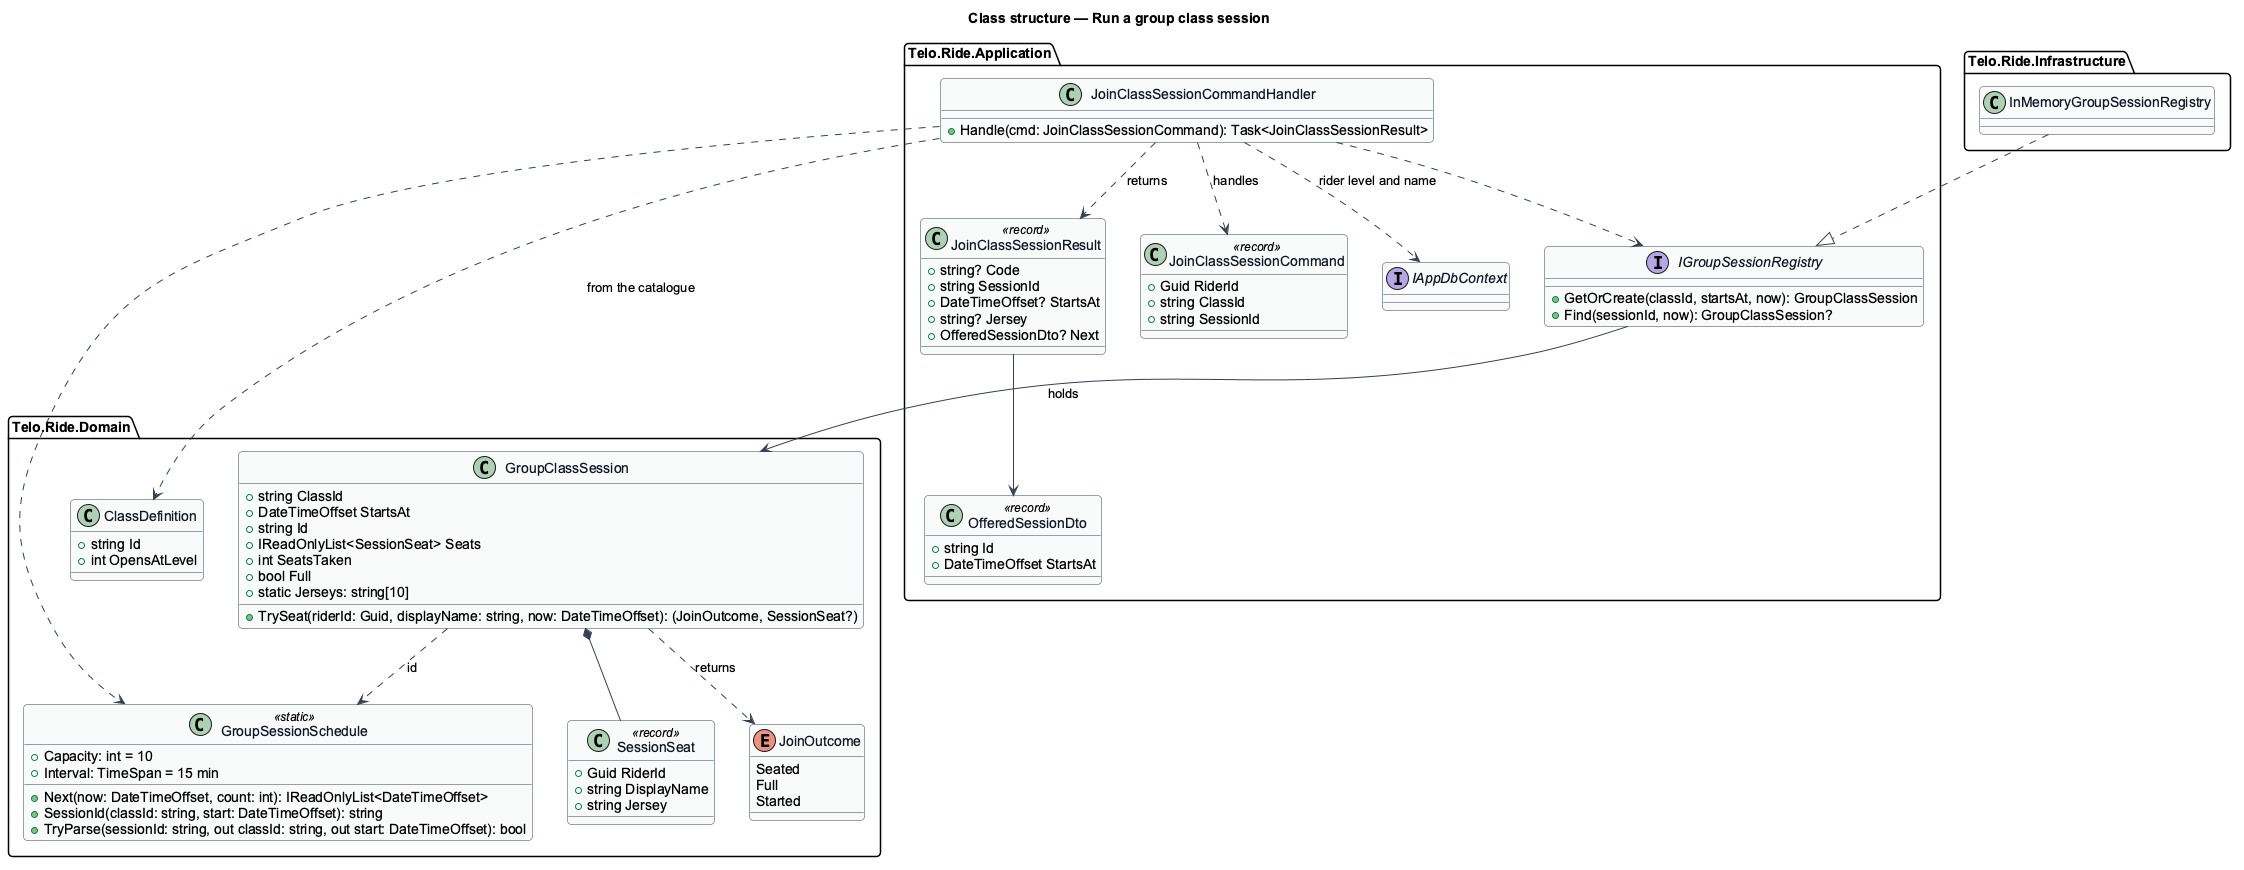 Class structure — Run a group class session
Telo.Ride.Application
Telo.Ride.Infrastructure
C JoinClassSessionCommandHandler
Handle(cmd: JoinClassSessionCommand): Task<JoinClassSessionResult>
C InMemoryGroupSessionRegistry
returns
handles
rider level and name
«record»
C JoinClassSessionResult
string? Code
string SessionId
DateTimeOffset? StartsAt
string? Jersey
OfferedSessionDto? Next
«record»
C JoinClassSessionCommand
Guid RiderId
string ClassId
string SessionId
I IAppDbContext
I IGroupSessionRegistry
GetOrCreate(classId, startsAt, now): GroupClassSession
Find(sessionId, now): GroupClassSession?
from the catalogue
holds
Telo.Ride.Domain
C ClassDefinition
string Id
int OpensAtLevel
C GroupClassSession
string ClassId
DateTimeOffset StartsAt
string Id
IReadOnlyList<SessionSeat> Seats
int SeatsTaken
bool Full
static Jerseys: string[10]
TrySeat(riderId: Guid, displayName: string, now: DateTimeOffset): (JoinOutcome, SessionSeat?)
«record»
C OfferedSessionDto
string Id
DateTimeOffset StartsAt
id
returns
«static»
C GroupSessionSchedule
Capacity: int = 10
Interval: TimeSpan = 15 min
Next(now: DateTimeOffset, count: int): IReadOnlyList<DateTimeOffset>
SessionId(classId: string, start: DateTimeOffset): string
TryParse(sessionId: string, out classId: string, out start: DateTimeOffset): bool
«record»
C SessionSeat
Guid RiderId
string DisplayName
string Jersey
E JoinOutcome
Seated
Full
Started